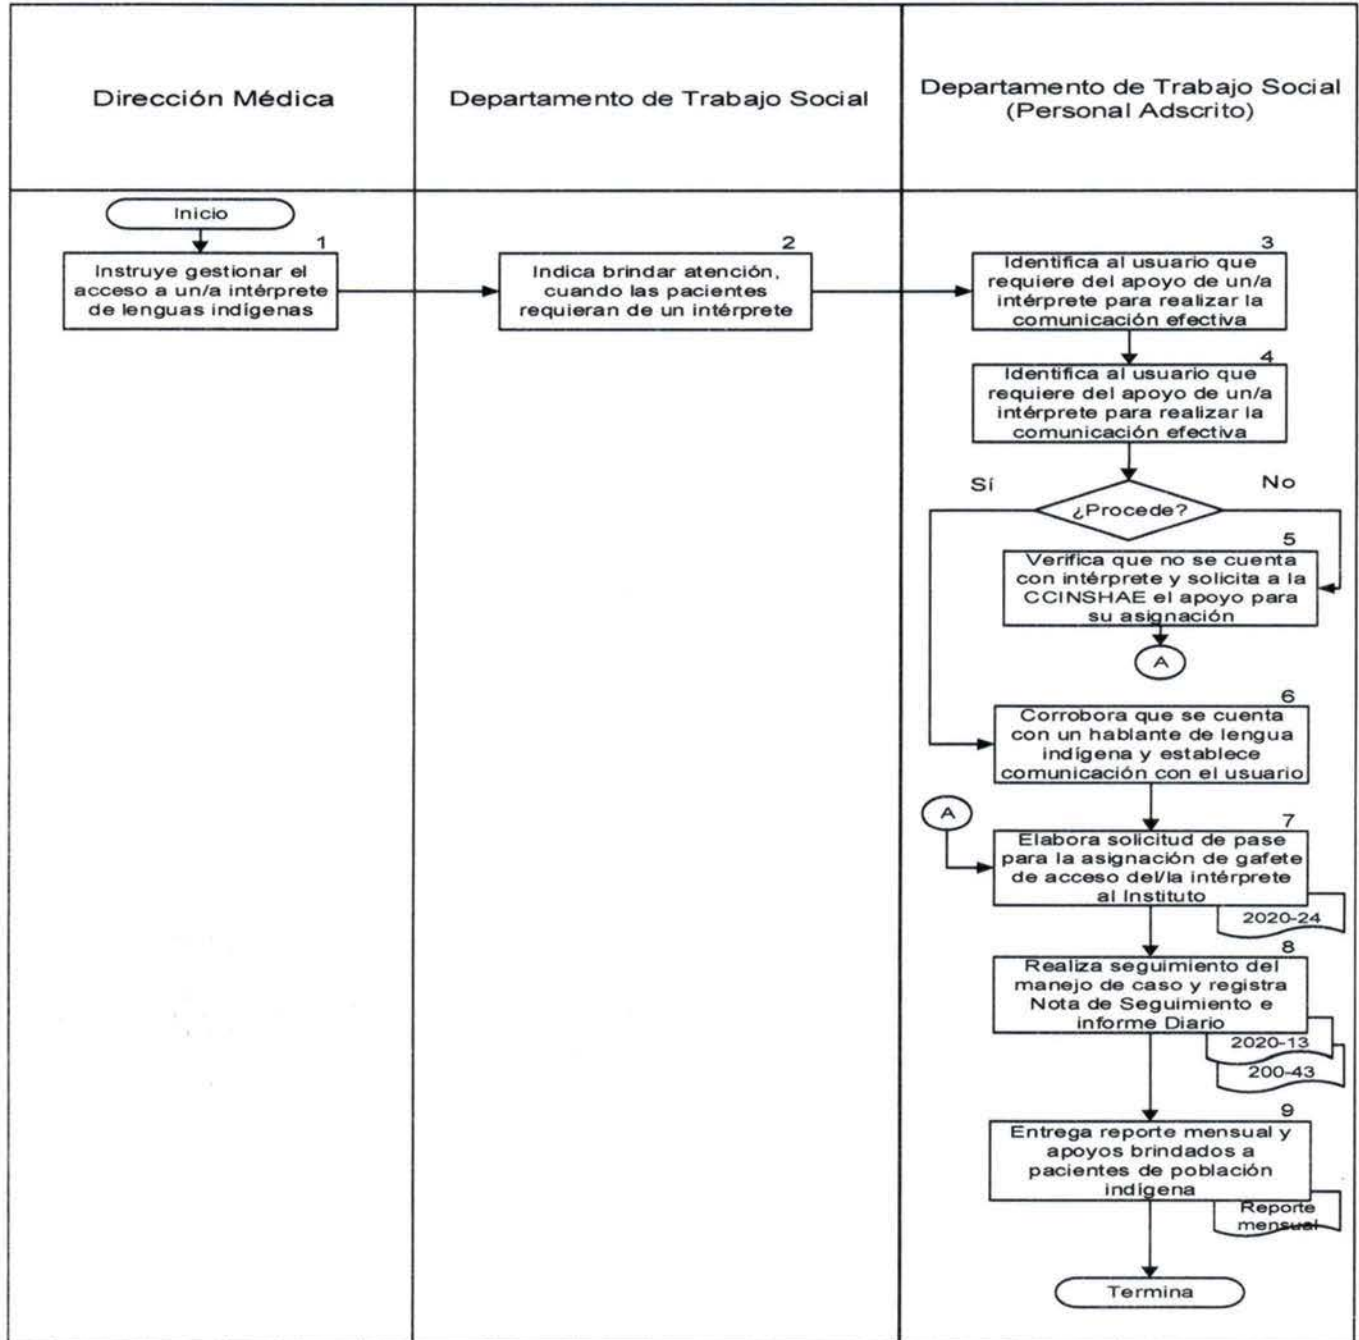 Dirección Médica
Departamento de Trabajo Social
Departamento de Trabajo Social
(Personal Adscrito)
Inicio
1
Instruye gestionar el
acceso a un/a intérprete
de lenguas indígenas
2
Indica brindar atención,
cuando las pacientes
requieran de un intérprete
3
Identifica al usuario que
requiere del apoyo de un/a
intérprete para realizar la
comunicación efectiva
4
Identifica al usuario que
requiere del apoyo de un/a
intérprete para realizar la
comunicación efectiva
Sí
No
¿Procede?
5
Verifica que no se cuenta
con intérprete y solicita a la
CCINSHAE el apoyo para
su asignación
A
6
Corrobora que se cuenta
con un hablante de lengua
indígena y establece
comunicación con el usuario
A
7
Elabora solicitud de pase
para la asignación de gafete
de acceso del/la intérprete
al Instituto
2020-24
8
Realiza seguimiento del
manejo de caso y registra
Nota de Seguimiento e
informe Diario
2020-13
200-43
9
Entrega reporte mensual y
apoyos brindados a
pacientes de población
indígena
Reporte
mensual
Termina